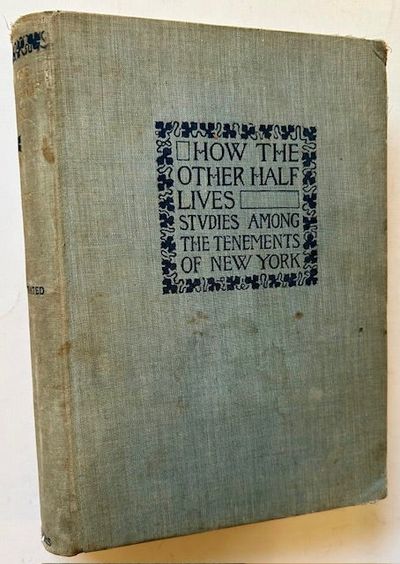 HOW THE
OTHER HALF
LIVES
STVDIES AMONG
THE TENEMENTS
OF NEW YORK